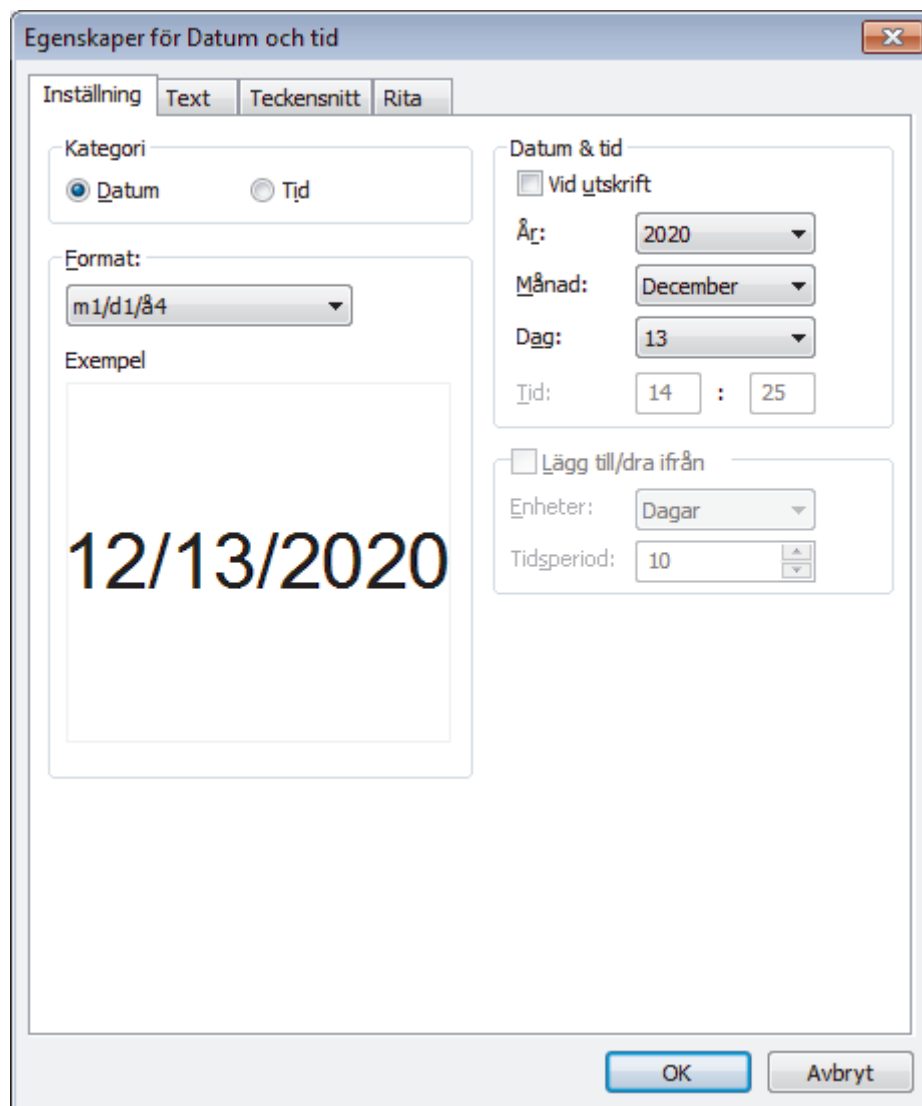 Egenskaper för Datum och tid
Inställning Text Teckensnitt Rita
Kategori
Datum Tid
Format:
m1/d1/å4
Exempel
12/13/2020
Datum & tid
Vid utskrift
År: 2020
Månad: December
Dag: 13
Tid: 14 : 25
Lägg till/dra ifrån
Enheter: Dagar
Tidsperiod: 10
OK Avbryt